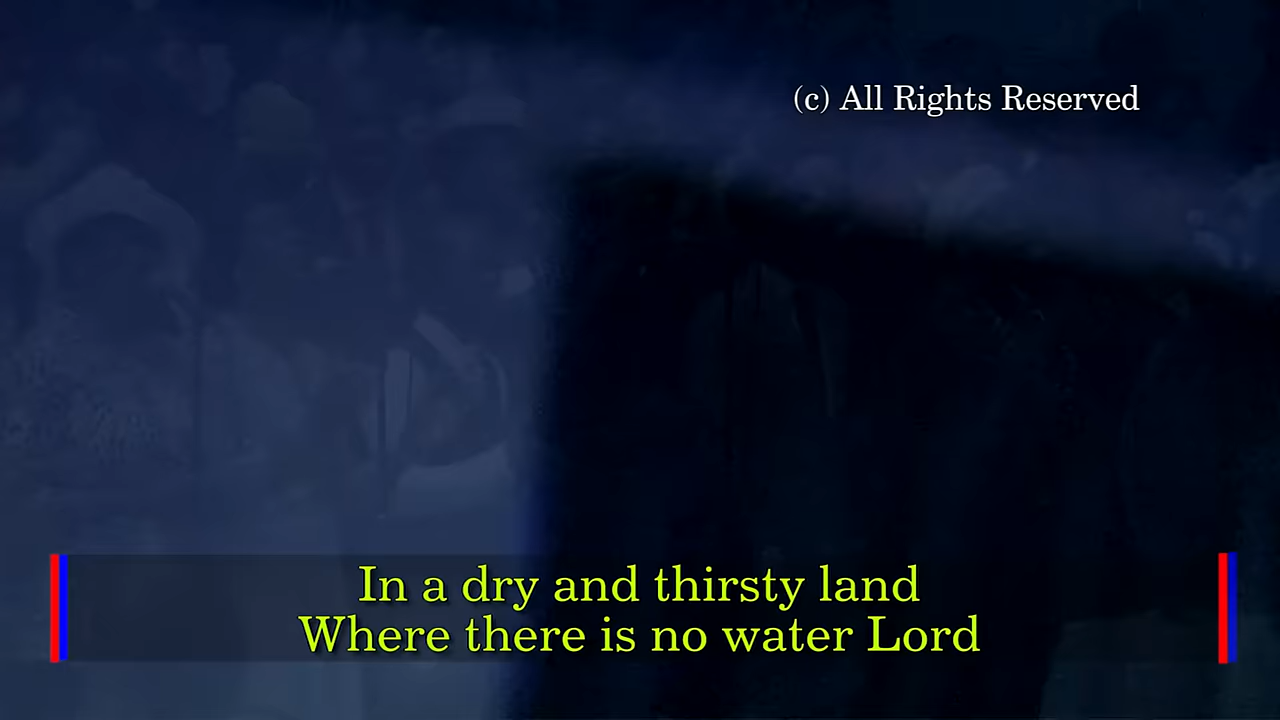 (c) All Rights Reserved
In a dry and thirsty land
Where there is no water Lord